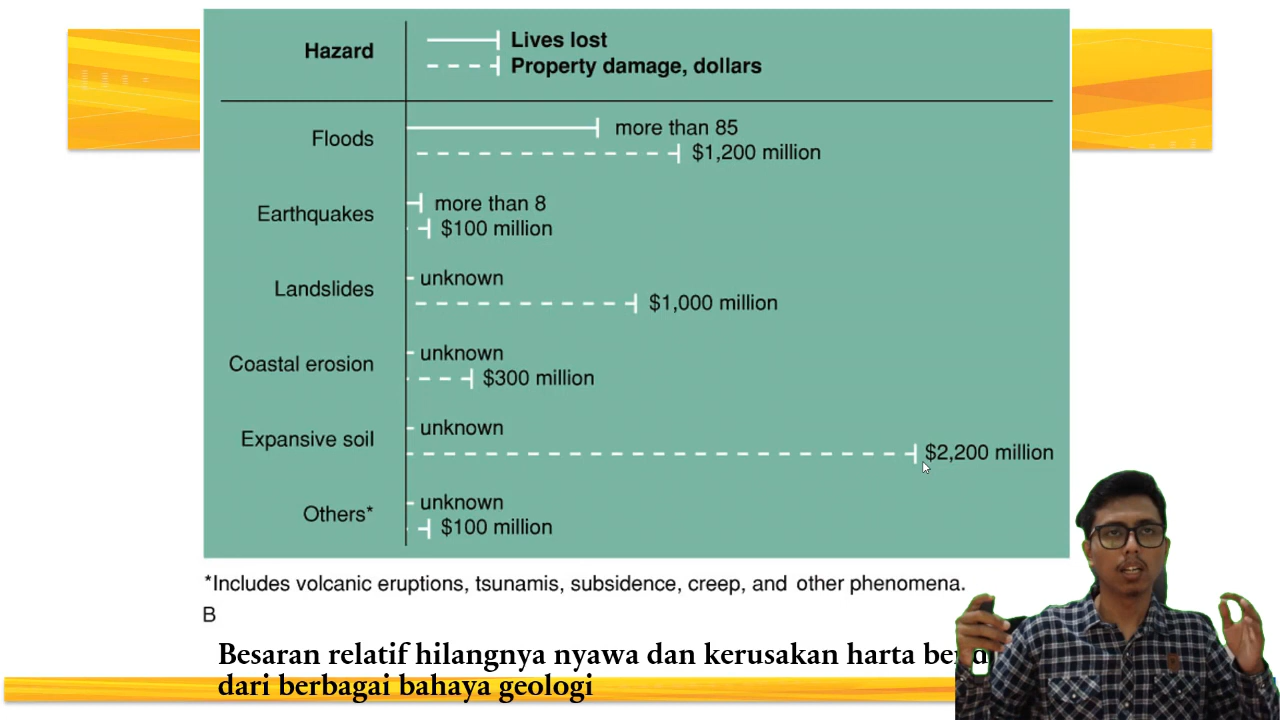 Hazard
Lives lost
Property damage, dollars
Floods
more than 85
$1,200 million
Earthquakes
more than 8
$100 million
Landslides
unknown
$1,000 million
Coastal erosion
unknown
$300 million
Expansive soil
unknown
$2,200 million
Others*
unknown
$100 million
*Includes volcanic eruptions, tsunamis, subsidence, creep, and other phenomena.
B
Besaran relatif hilangnya nyawa dan kerusakan harta
dari berbagai bahaya geologi